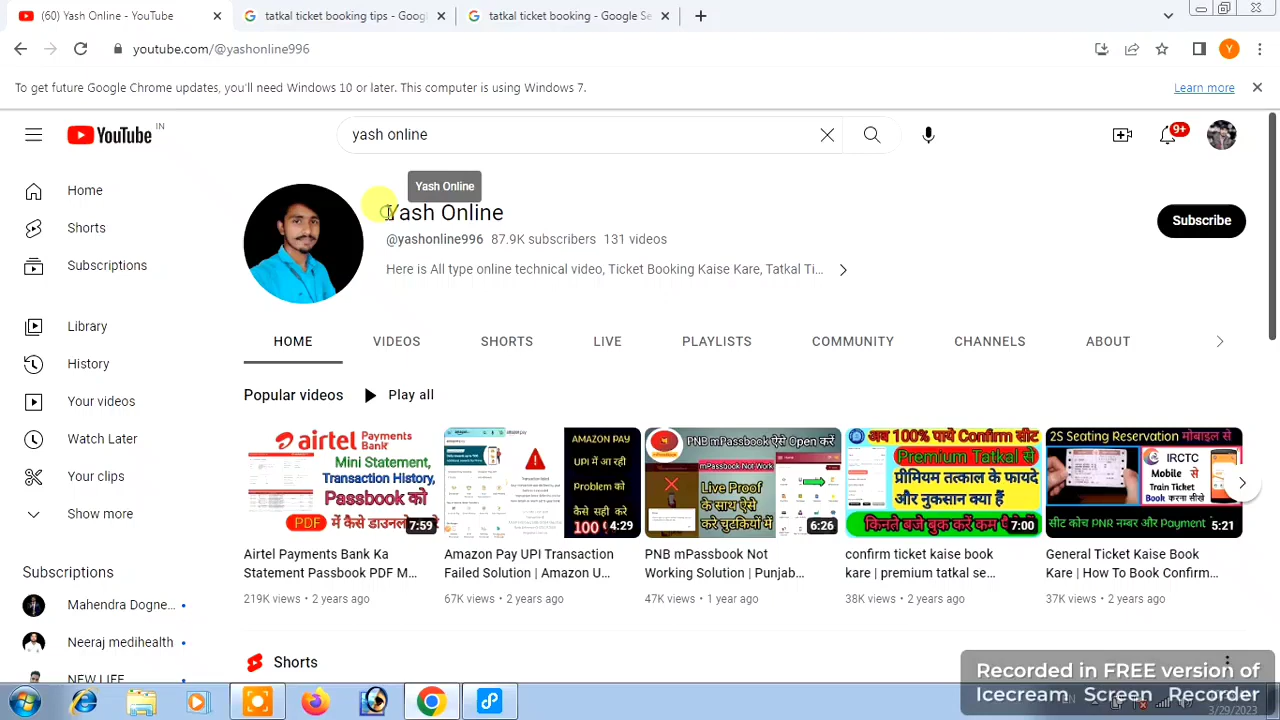 (60) Yash Online - YouTube
tatkal ticket booking tips - Goog
tatkal ticket booking - Google Se
youtube.com/@yashonline996
Y
To get future Google Chrome updates, you'll need Windows 10 or later. This computer is using Windows 7.
Learn more
YouTube IN
yash online
9+
Yash Online
Yash Online
@yashonline996 87.9K subscribers 131 videos
Here is All type online technical video, Ticket Booking Kaise Kare, Tatkal Ti...
Subscribe
Home
Shorts
Subscriptions
Library
History
Your videos
Watch Later
Your clips
Show more
Subscriptions
Mahendra Dogne...
Neeraj medihealth
NEW LIFE
HOME VIDEOS SHORTS LIVE PLAYLISTS COMMUNITY CHANNELS ABOUT
Popular videos Play all
airtel Payments Bank
Mini Statement,
Transaction History,
Passbook को
PDF में कैसे डाउनल
7:59
Airtel Payments Bank Ka
Statement Passbook PDF M...
219K views • 2 years ago
AMAZON PAY
UPI में आ रही
Problem को
कैसे सही करे
100
4:29
Amazon Pay UPI Transaction
Failed Solution | Amazon U...
67K views • 2 years ago
PNB mPassbook ऐसे Open करें
mPassbook Not Work
Live Proof
के साथ ऐसे
करे चुटकियों में
6:26
PNB mPassbook Not
Working Solution | Punjab...
47K views • 1 year ago
अब 100% पायें Confirm सीट
Premium Tatkal से
प्रीमियम तत्काल के फायदे
और नुकसान क्या हैं
कितने बजे बुक करें कम पै
7:00
confirm ticket kaise book
kare | premium tatkal se...
38K views • 2 years ago
2S Seating Reservation मोबाइल से
IRCTC
Mobile से
Train Ticket
Book करना सीखे
सीट कोच PNR नम्बर और Payment
5:21
General Ticket Kaise Book
Kare | How To Book Confirm...
37K views • 2 years ago
Shorts
Recorded in FREE version of
Icecream Screen Recorder
3/29/2023